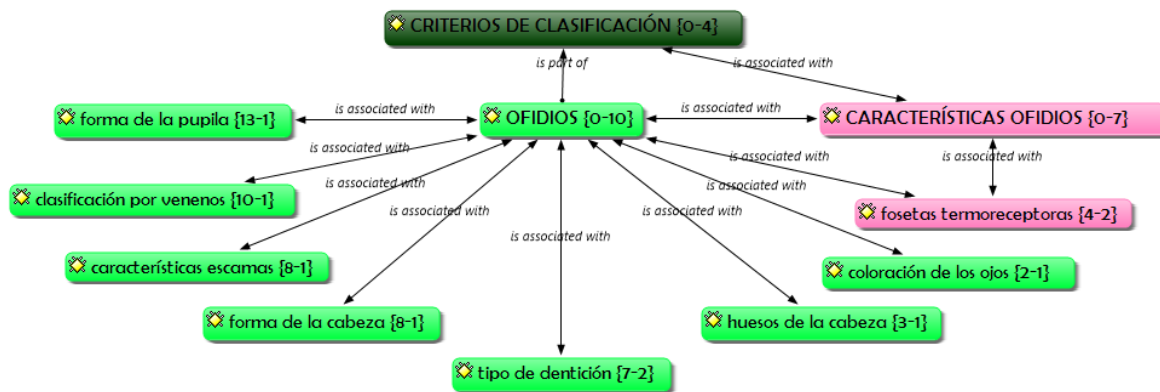 CRITERIOS DE CLASIFICACIÓN {0-4}
is part of
is associated with
is associated with
is associated with
forma de la pupila {13-1}
OFIDIOS {0-10}
CARACTERÍSTICAS OFIDIOS {0-7}
is associated with
is associated with
is associated with
is associated with
is associated with
clasificación por venenos {10-1}
is associated with
is associated with
fosetas termoreceptoras {4-2}
is associated with
características escamas {8-1}
coloración de los ojos {2-1}
forma de la cabeza {8-1}
huesos de la cabeza {3-1}
tipo de dentición {7-2}